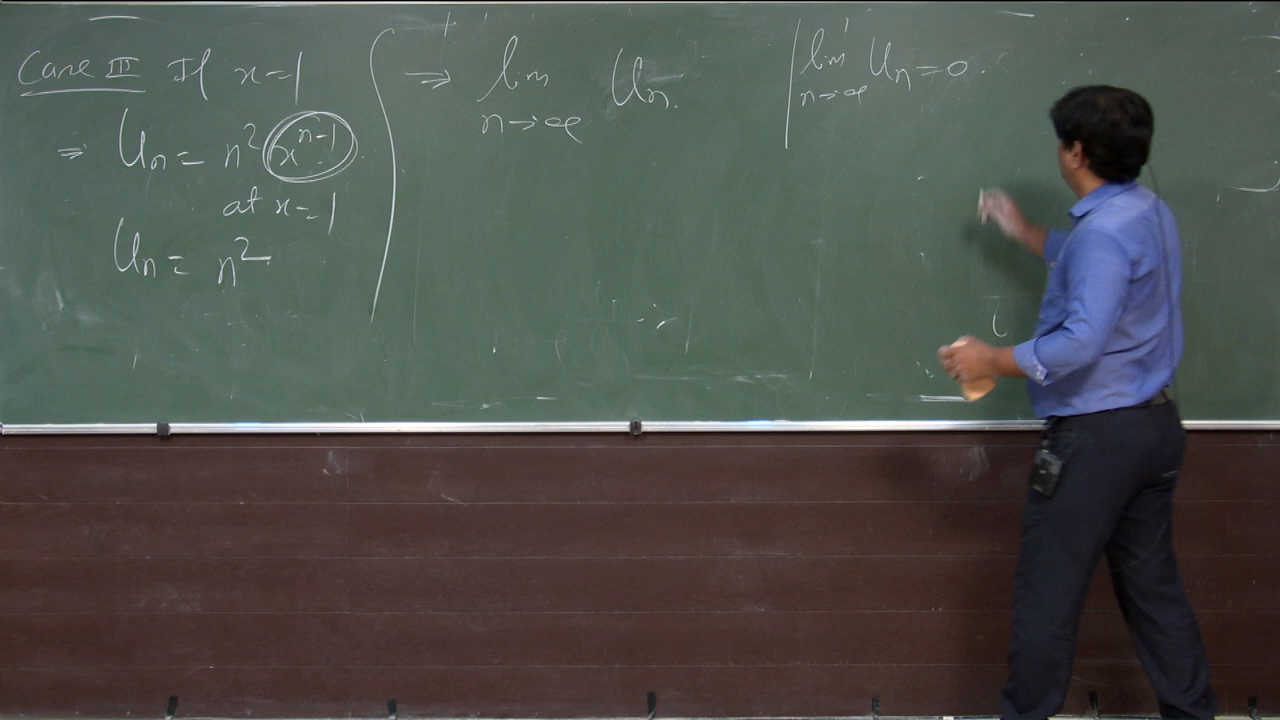 Case III If x=1
⇒ Un = n² x^(n-1)
at x=1
Un = n²
⇒ lim Un.
n→∞
lim Un=0.
n→∞